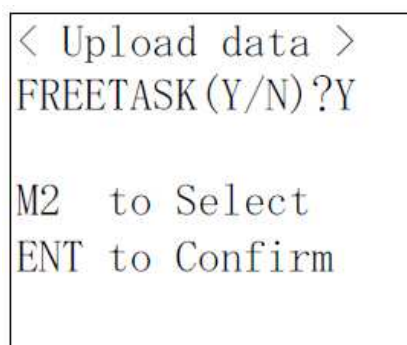 < Upload data >
FREETASK(Y/N)?Y
M2 to Select
ENT to Confirm